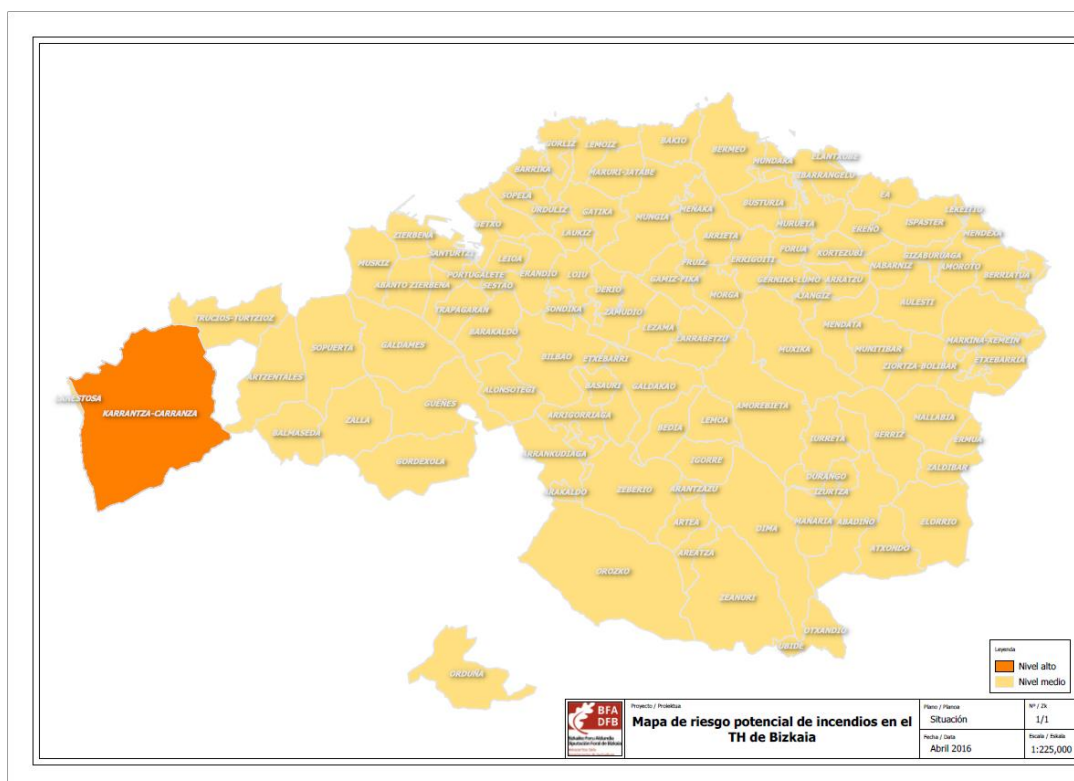 GORLIZ
LEMOIZ
BAKIO
BERMEO
MUNDAKA
ELANTXOBE
IBARRANGELU
BARRIKA
MARURI-JATABE
EA
SOPELA
URDULIZ
GATIKA
MUNGIA
MEÑAKA
BUSTURIA
MURUETA
EREÑO
ISPASTER
LEKEITIO
MENDEXA
GETXO
LAUKIZ
ARRIETA
ZIERBENA
SANTURTZI
LEIOA
FRUIZ
ERRIGOITI
FORUA
KORTEZUBI
GIZABURUAGA
MUSKIZ
PORTUGALETE
ERANDIO
LOIU
GAMIZ-FIKA
GERNIKA-LUMO
ARRATZU
NABARNIZ
AMOROTO
BERRIATUA
ABANTO ZIERBENA
SESTAO
DERIO
MORGA
AJANGIZ
AULESTI
TRUCIOS-TURTZIOZ
TRAPAGARAN
SONDIKA
ZAMUDIO
MENDATA
SOPUERTA
GALDAMES
BARAKALDO
LEZAMA
LARRABETZU
MUXIKA
MUNITIBAR
MARKINA-XEMEIN
BILBAO
ETXEBARRI
ZIORTZA-BOLIBAR
ETXEBARRIA
ARTZENTALES
ALONSOTEGI
BASAURI
GALDAKAO
KARRANTZA-CARRANZA
ZALLA
GUEÑES
ARRIGORRIAGA
LEMOA
AMOREBIETA
MALLABIA
BALMASEDA
BEDIA
IURRETA
BERRIZ
ERMUA
GORDEXOLA
ARRANKUDIAGA
IGORRE
ZALDIBAR
ARAKALDO
ZEBERIO
ARANTZAZU
DURANGO
IZURTZA
ARTEA
DIMA
MAÑARIA
ABADIÑO
ELORRIO
AREATZA
ATXONDO
OROZKO
ZEANURI
OTXANDIO
UBIDE
ORDUÑA
Leyenda
Nivel alto
Nivel medio
BFA
DFB
Bizkaiko Foru Aldundia
Diputación Foral de Bizkaia
Proyecto / Proiektua
Mapa de riesgo potencial de incendios en el
TH de Bizkaia
Plano / Planoa
Situación
Nº / Zk
1/1
Fecha / Data
Abril 2016
Escala / Eskala
1:225,000